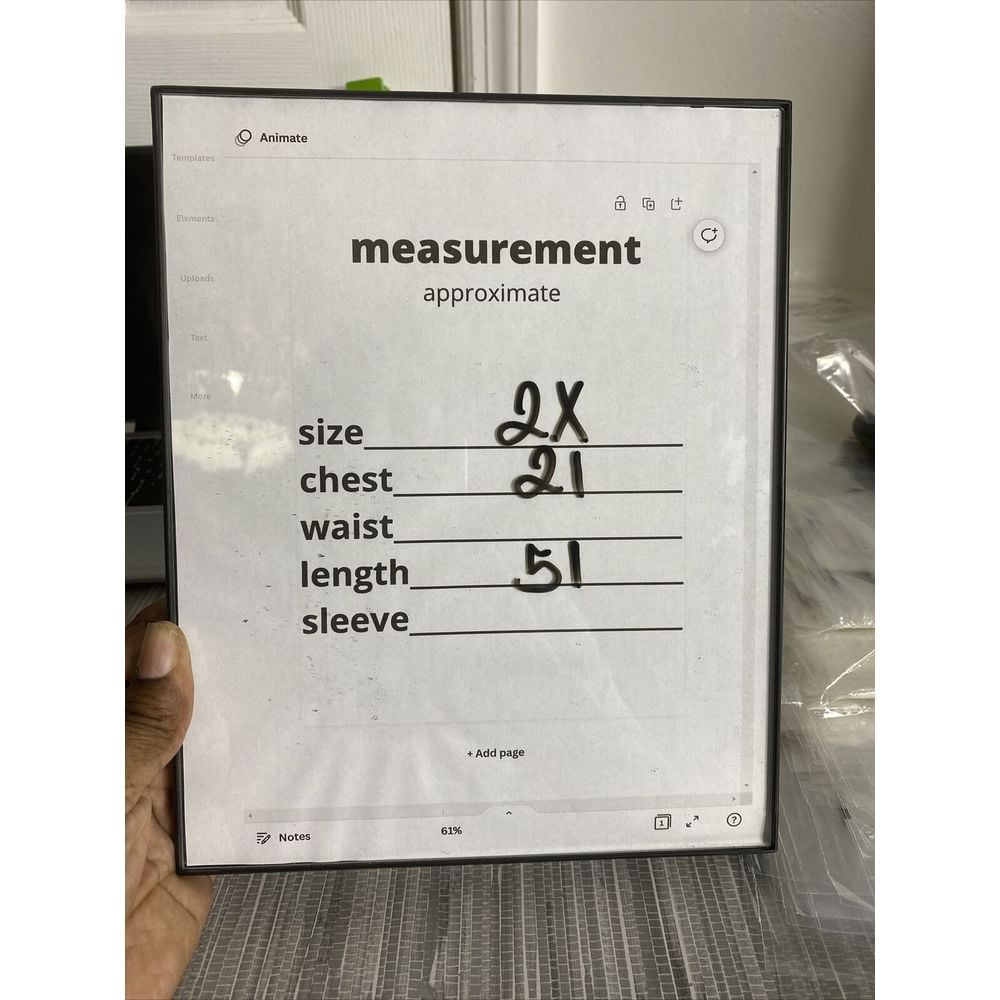 Animate
Templates
Elements
measurement
approximate
Uploads
Text
More
size 2X
chest 21
waist
length 51
sleeve
+ Add page
Notes 61% 1 ?